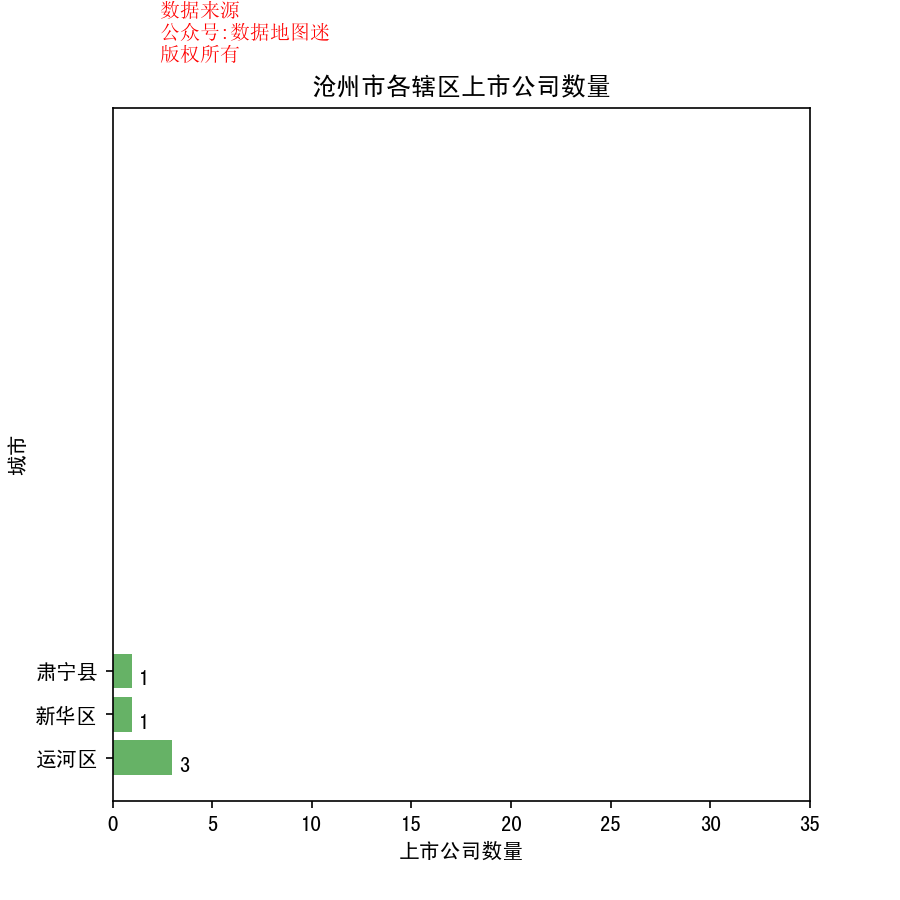 数据来源
公众号:数据地图迷
版权所有
沧州市各辖区上市公司数量
城市
肃宁县
1
新华区
1
运河区
3
0 5 10 15 20 25 30 35
上市公司数量